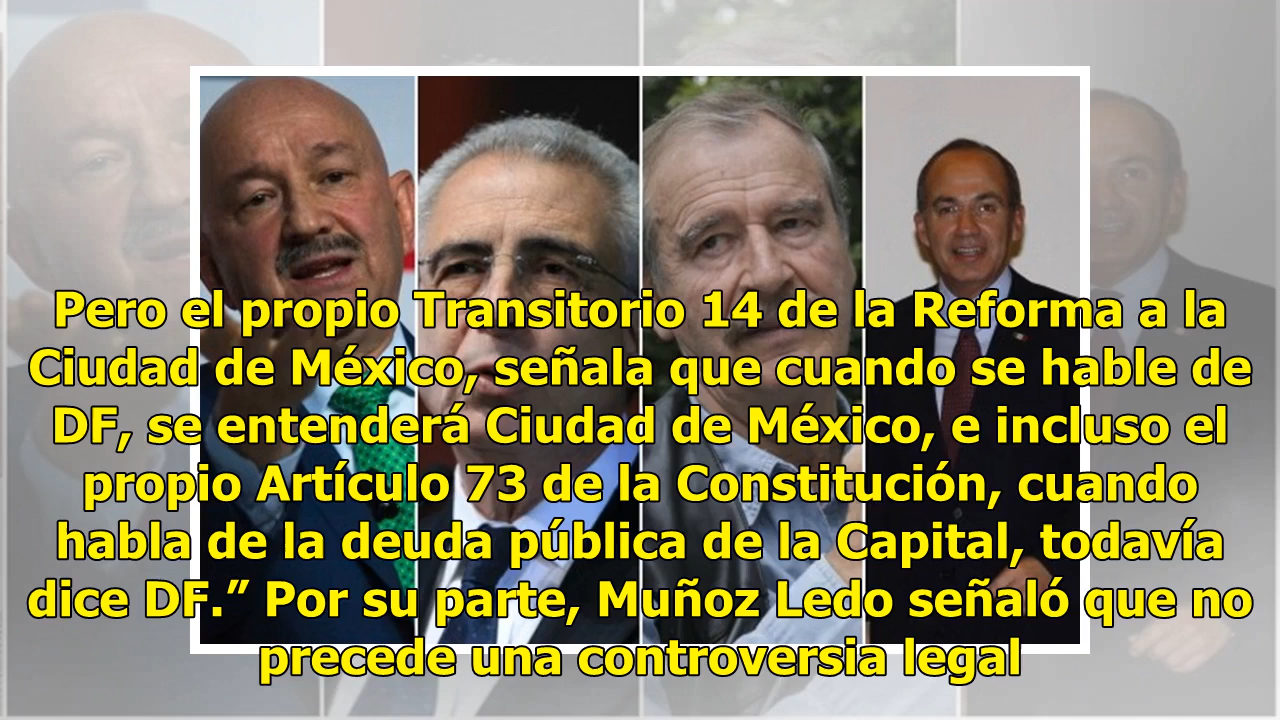 Pero el propio Transitorio 14 de la Reforma a la
Ciudad de México, señala que cuando se hable de
DF, se entenderá Ciudad de México, e incluso el
propio Artículo 73 de la Constitución, cuando
habla de la deuda pública de la Capital, todavía
dice DF.” Por su parte, Muñoz Ledo señaló que no
precede una controversia legal